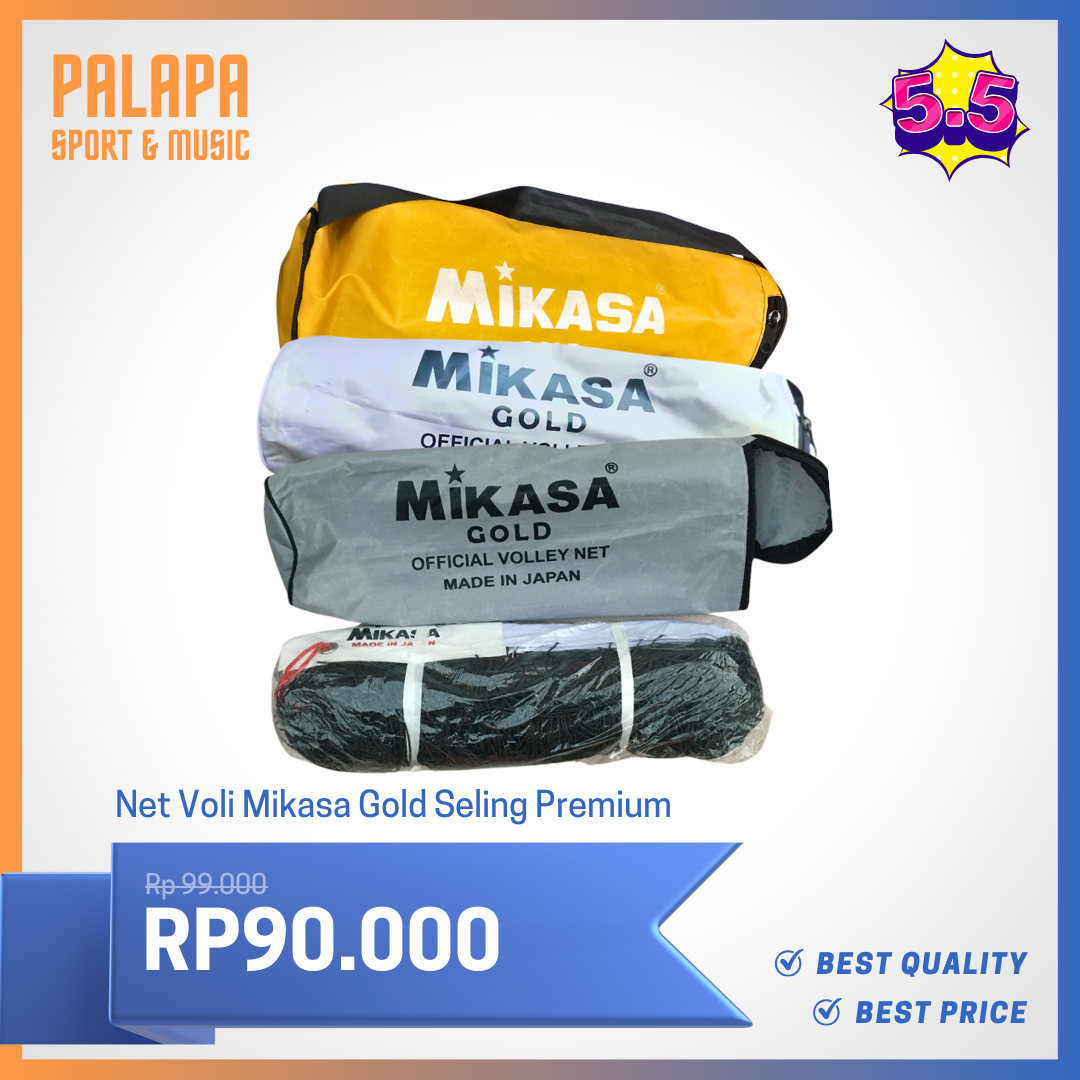 PALAPA
SPORT & MUSIC
5.5
MiKASA®
MiKASA®
GOLD
MiKASA®
GOLD
OFFICIAL VOLLEY NET
MADE IN JAPAN
MiKASA
MADE IN
Net Voli Mikasa Gold Seling Premium
Rp 99.000
RP90.000
BEST QUALITY
BEST PRICE